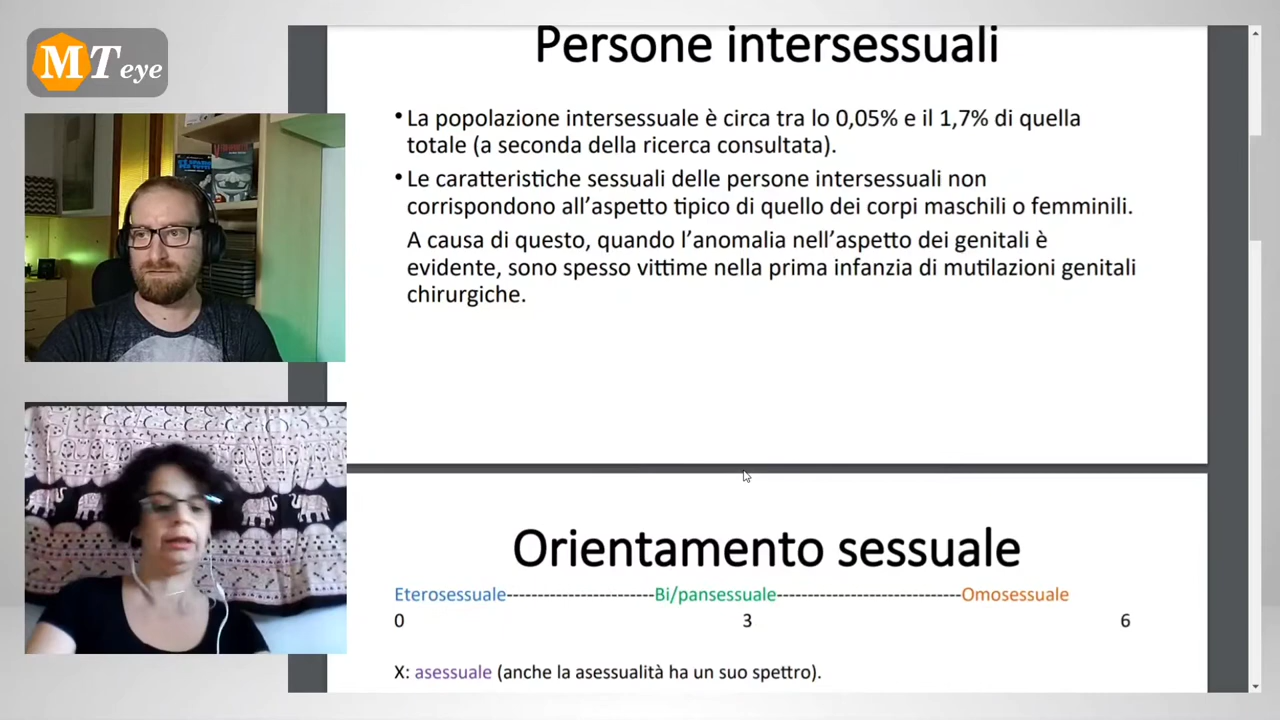 MT eye
Persone intersessuali
• La popolazione intersessuale è circa tra lo 0,05% e il 1,7% di quella
totale (a seconda della ricerca consultata).
• Le caratteristiche sessuali delle persone intersessuali non
corrispondono all'aspetto tipico di quello dei corpi maschili o femminili.
A causa di questo, quando l'anomalia nell'aspetto dei genitali è
evidente, sono spesso vittime nella prima infanzia di mutilazioni genitali
chirurgiche.
Orientamento sessuale
Eterosessuale------------------------Bi/pansessuale------------------------------Omosessuale
0 3 6
X: asessuale (anche la asessualità ha un suo spettro).